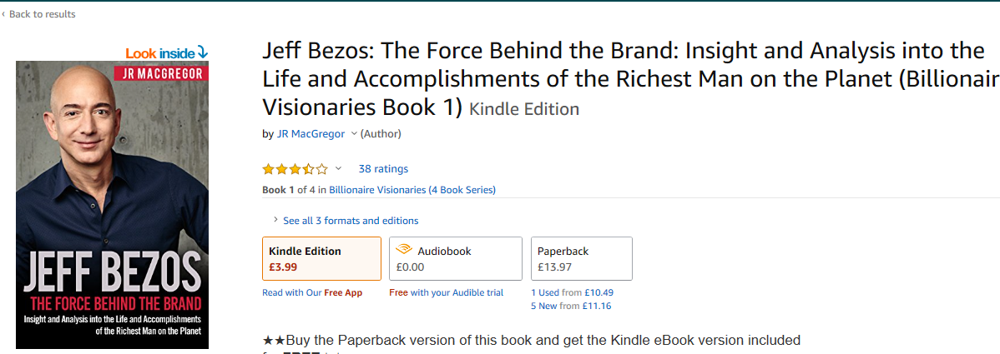 ‹ Back to results
Look inside
JR MACGREGOR
JEFF BEZOS
THE FORCE BEHIND THE BRAND
Insight and Analysis into the Life and Accomplishments
of the Richest Man on the Planet
Jeff Bezos: The Force Behind the Brand: Insight and Analysis into the
Life and Accomplishments of the Richest Man on the Planet (Billionair
Visionaries Book 1) Kindle Edition
by JR MacGregor (Author)
38 ratings
Book 1 of 4 in Billionaire Visionaries (4 Book Series)
› See all 3 formats and editions
Kindle Edition
£3.99
Read with Our Free App
Audiobook
£0.00
Free with your Audible trial
Paperback
£13.97
1 Used from £10.49
5 New from £11.16
★★Buy the Paperback version of this book and get the Kindle eBook version included
for FREE